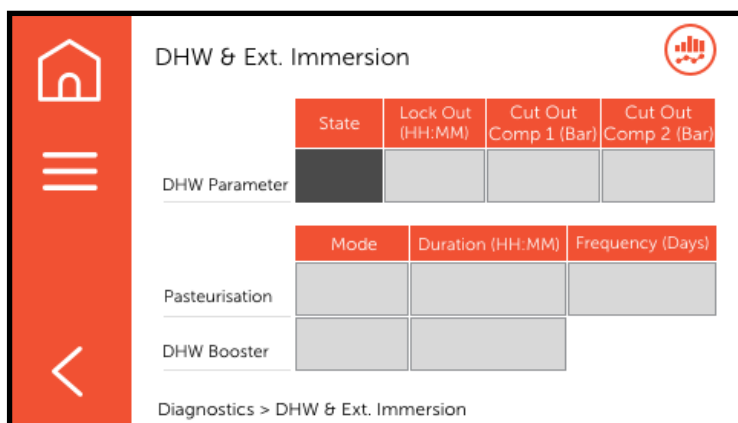 DHW & Ext. Immersion
State
Lock Out
(HH:MM)
Cut Out
Comp 1 (Bar)
Cut Out
Comp 2 (Bar)
DHW Parameter
Mode
Duration (HH:MM)
Frequency (Days)
Pasteurisation
DHW Booster
Diagnostics > DHW & Ext. Immersion